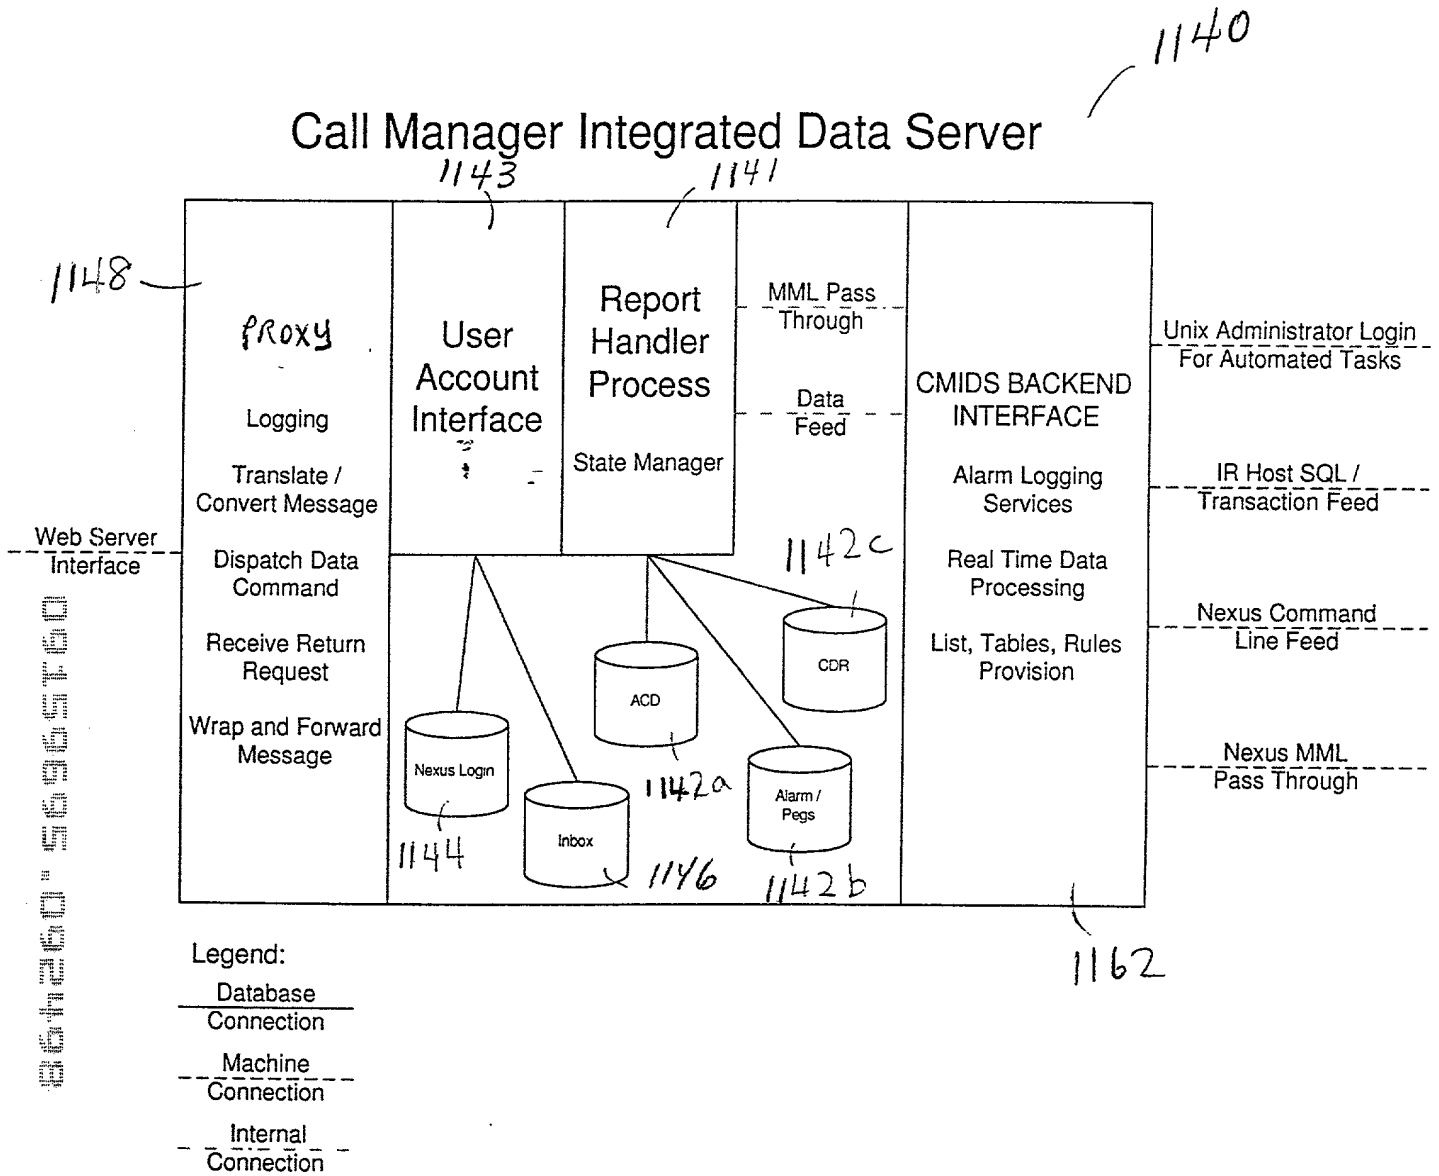 1140
Call Manager Integrated Data Server
1143
1141
1148
PROXY
Logging
Translate /
Convert Message
Dispatch Data
Command
Receive Return
Request
Wrap and Forward
Message
Web Server
Interface
User
Account
Interface
Report
Handler
Process
State Manager
MML Pass
Through
Data
Feed
CMIDS BACKEND
INTERFACE
Alarm Logging
Services
Real Time Data
Processing
List, Tables, Rules
Provision
Unix Administrator Login
For Automated Tasks
IR Host SQL /
Transaction Feed
Nexus Command
Line Feed
Nexus MML
Pass Through
1142c
CDR
ACD
1142a
Nexus Login
1144
Inbox
1146
Alarm /
Pegs
1142b
1162
Legend:
Database
Connection
Machine
Connection
Internal
Connection